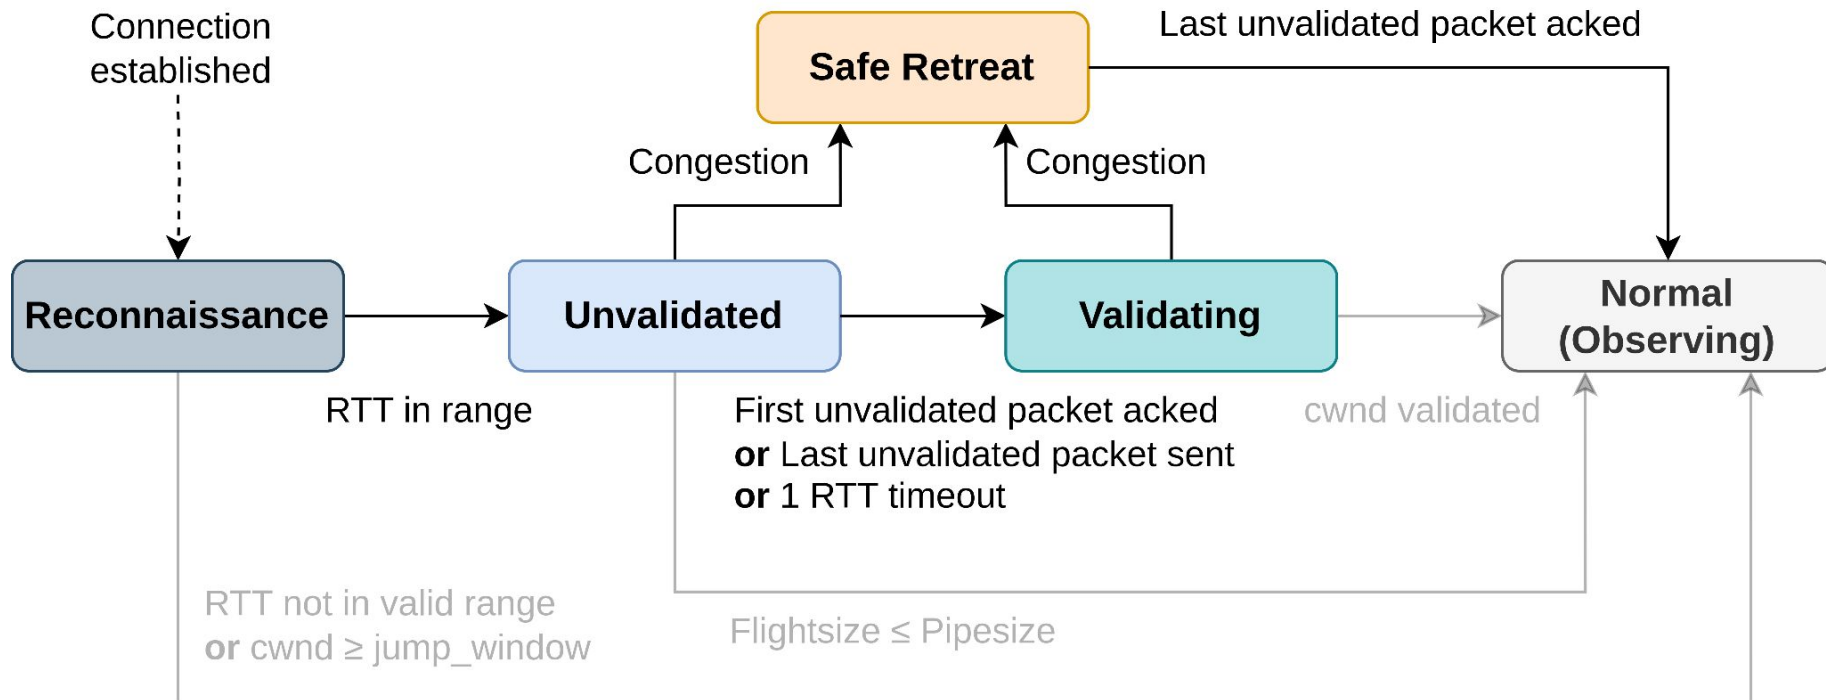 Connection
established
Safe Retreat
Last unvalidated packet acked
Congestion
Congestion
Reconnaissance
Unvalidated
Validating
Normal
(Observing)
RTT in range
First unvalidated packet acked
or Last unvalidated packet sent
or 1 RTT timeout
cwnd validated
RTT not in valid range
or cwnd ≥ jump_window
Flightsize ≤ Pipesize